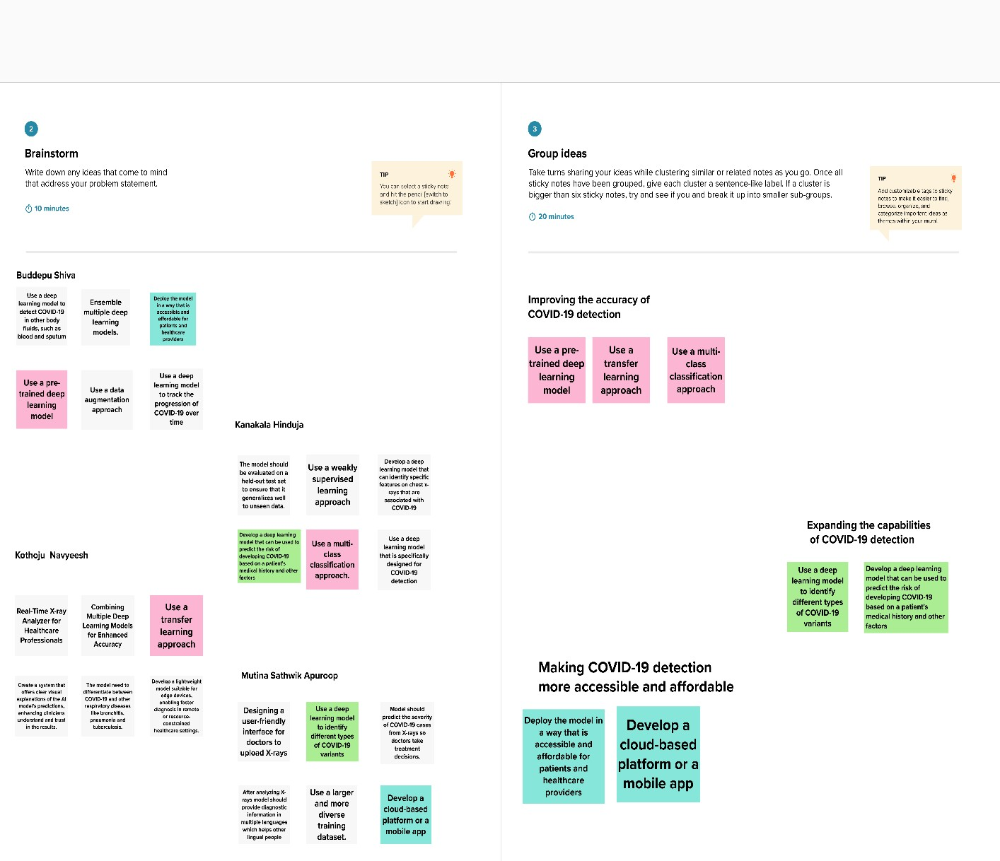 2
Brainstorm
Write down any ideas that come to mind
that address your problem statement.
10 minutes
TIP
You can select a sticky note
and hit the pencil [switch to
sketch] icon to start drawing!
Buddepu Shiva
Use a deep
learning model to
detect COVID-19
in other body
fluids, such as
blood and sputum
Ensemble
multiple deep
learning
models.
Deploy the model
in a way that is
accessible and
affordable for
patients and
healthcare
providers
Use a pre-
trained deep
learning
model
Use a data
augmentation
approach
Use a deep
learning model
to track the
progression of
COVID-19 over
time
Kanakala Hinduja
The model should
be evaluated on a
held-out test set
to ensure that it
generalizes well
to unseen data.
Use a weakly
supervised
learning
approach
Develop a deep
learning model that
can identify specific
features on chest x-
rays that are
associated with
COVID-19
Develop a deep learning
model that can be used to
predict the risk of
developing COVID-19
based on a patient's
medical history and other
factors
Use a multi-
class
classification
approach.
Use a deep
learning model
that is specifically
designed for
COVID-19
detection
Kothoju Navyeesh
Real-Time X-ray
Analyzer for
Healthcare
Professionals
Combining
Multiple Deep
Learning Models
for Enhanced
Accuracy
Use a
transfer
learning
approach
Create a system that
offers clear visual
explanations of the AI
model's predictions,
enhancing clinicians
understand and trust
in the results.
The model need to
differentiate between
COVID-19 and other
respiratory diseases
like bronchitis,
pneumonia and
tuberculosis.
Develop a lightweight
model suitable for
edge devices,
enabling faster
diagnosis in remote
or resource-
constrained
healthcare settings.
Mutina Sathwik Apuroop
Designing a
user-friendly
interface for
doctors to
upload X-rays
Use a deep
learning model
to identify
different types
of COVID-19
variants
Model should
predict the severity
of COVID-19 cases
from X-rays so
doctors take
treatment
decisions.
After analyzing X-
rays model should
provide diagnostic
information in
multiple languages
which helps other
lingual people
Use a larger
and more
diverse
training
dataset.
Develop a
cloud-based
platform or a
mobile app
3
Group ideas
Take turns sharing your ideas while clustering similar or related notes as you go. Once all
sticky notes have been grouped, give each cluster a sentence-like label. If a cluster is
bigger than six sticky notes, try and see if you and break it up into smaller sub-groups.
20 minutes
TIP
Add customizable tags to sticky
notes to make it easier to find,
browse, organize, and
categorize important ideas as
themes within your mural.
Improving the accuracy of
COVID-19 detection
Use a pre-
trained deep
learning
model
Use a
transfer
learning
approach
Use a multi-
class
classification
approach
Expanding the capabilities
of COVID-19 detection
Use a deep
learning model
to identify
different types
of COVID-19
variants
Develop a deep learning
model that can be used to
predict the risk of
developing COVID-19
based on a patient's
medical history and other
factors
Making COVID-19 detection
more accessible and affordable
Deploy the model in
a way that is
accessible and
affordable for
patients and
healthcare
providers
Develop a
cloud-based
platform or a
mobile app